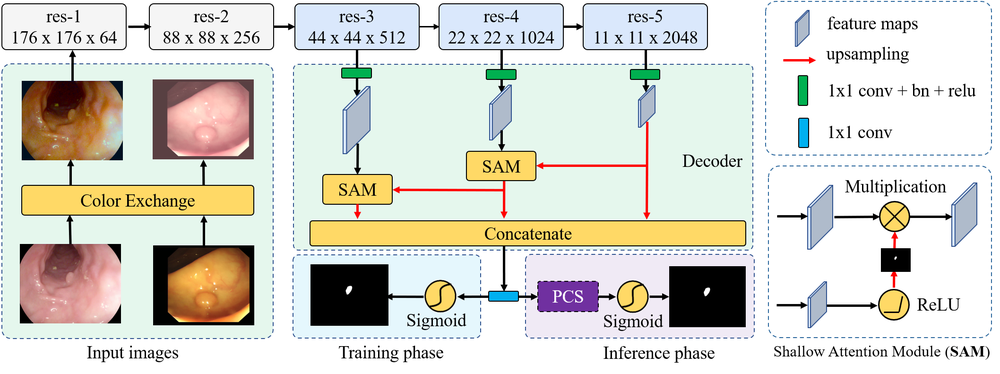 res-1
176 x 176 x 64
res-2
88 x 88 x 256
res-3
44 x 44 x 512
res-4
22 x 22 x 1024
res-5
11 x 11 x 2048
feature maps
upsampling
1x1 conv + bn + relu
1x1 conv
Color Exchange
Input images
Decoder
SAM
SAM
Concatenate
Sigmoid
Training phase
PCS
Sigmoid
Inference phase
Multiplication
ReLU
Shallow Attention Module (SAM)